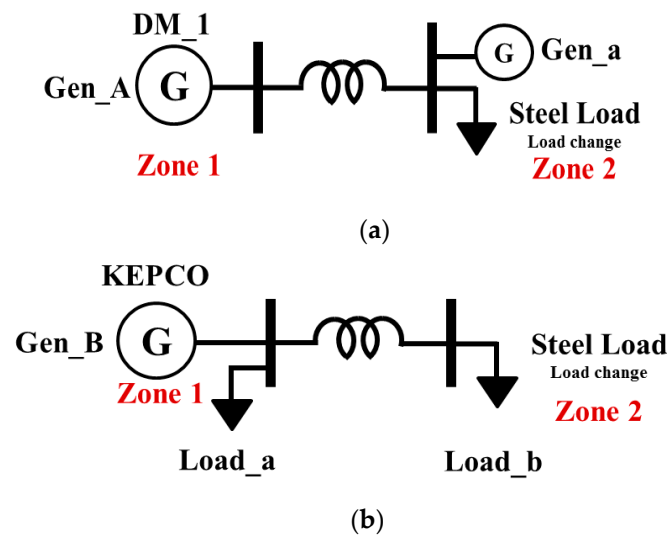 DM_1
Gen_A
G
G
Gen_a
Steel Load
Load change
Zone 1
Zone 2
(a)
KEPCO
Gen_B
G
Steel Load
Load change
Zone 1
Zone 2
Load_a
Load_b
(b)